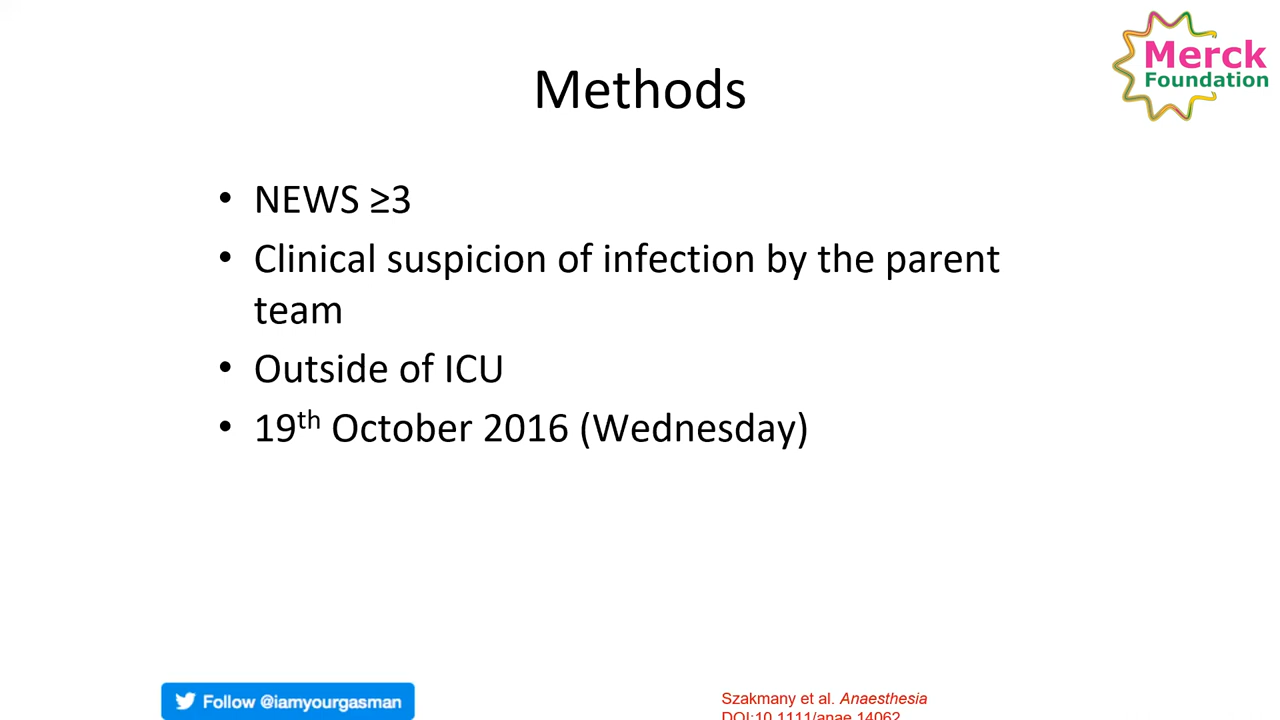 Merck
Foundation
Methods
• NEWS ≥3
• Clinical suspicion of infection by the parent
team
• Outside of ICU
• 19th October 2016 (Wednesday)
Follow @iamyourgasman
Szakmany et al. Anaesthesia
DOI:10.1111/anae.14062